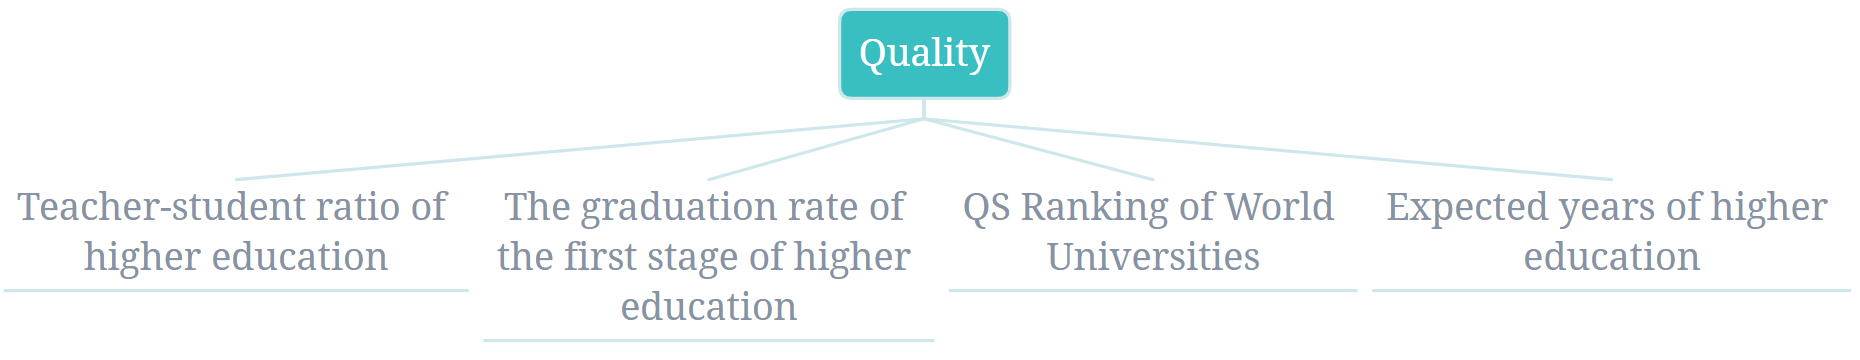 Quality
Teacher-student ratio of
higher education
The graduation rate of
the first stage of higher
education
QS Ranking of World
Universities
Expected years of higher
education